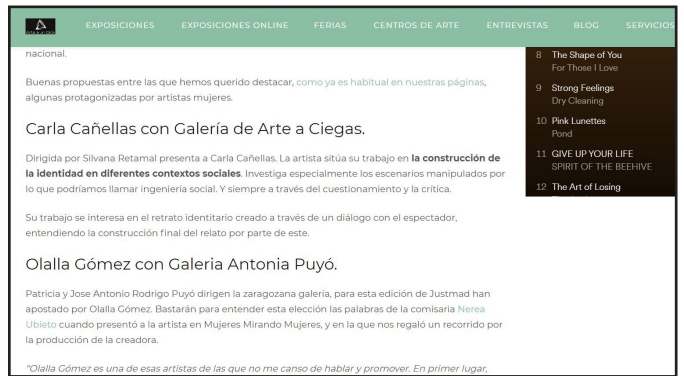 EXPOSICIONES EXPOSICIONES ONLINE FERIAS CENTROS DE ARTE ENTREVISTAS BLOG SERVICIOS
nacional.
Buenas propuestas entre las que hemos querido destacar, como ya es habitual en nuestras páginas,
algunas protagonizadas por artistas mujeres.
Carla Cañellas con Galería de Arte a Ciegas.
Dirigida por Silvana Retamal presenta a Carla Cañellas. La artista sitúa su trabajo en la construcción de
la identidad en diferentes contextos sociales. Investiga especialmente los escenarios manipulados por
lo que podríamos llamar ingeniería social. Y siempre a través del cuestionamiento y la crítica.
Su trabajo se interesa en el retrato identitario creado a través de un diálogo con el espectador,
entendiendo la construcción final del relato por parte de este.
Olalla Gómez con Galeria Antonia Puyó.
Patricia y Jose Antonio Rodrigo Puyó dirigen la zaragozana galería, para esta edición de Justmad han
apostado por Olalla Gómez. Bastarán para entender esta elección las palabras de la comisaria Nerea
Ubieto cuando presentó a la artista en Mujeres Mirando Mujeres, y en la que nos regaló un recorrido por
la producción de la creadora.
"Olalla Gómez es una de esas artistas de las que no me canso de hablar y promover. En primer lugar,
8 The Shape of You
For Those I Love
9 Strong Feelings
Dry Cleaning
10 Pink Lunettes
Pond
11 GIVE UP YOUR LIFE
SPIRIT OF THE BEEHIVE
12 The Art of Losing